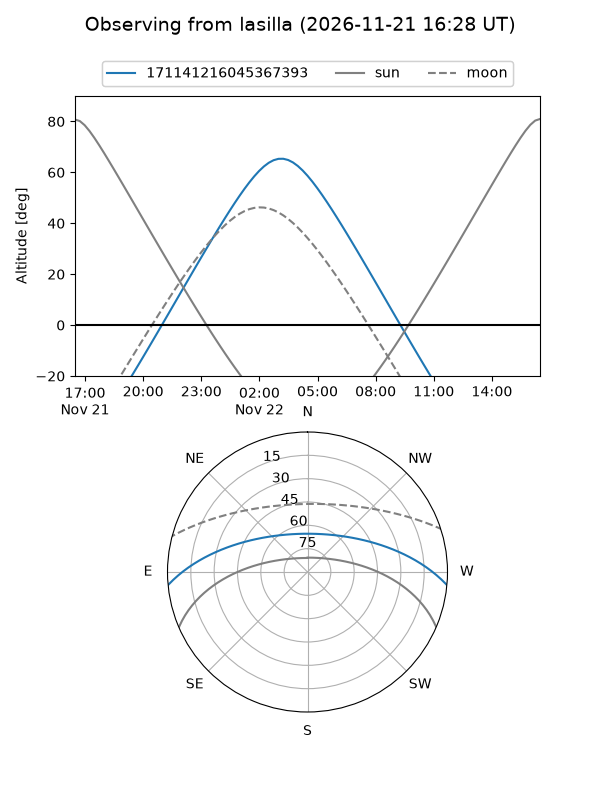 Observing from lasilla (2026-11-21 16:28 UT)
171141216045367393 sun moon
Altitude [deg]
80
60
40
20
0
−20
17:00 20:00 23:00 02:00 05:00 08:00 11:00 14:00
Nov 21 Nov 22
N
NE NW
15
30
45
60
75
E W
SE SW
S